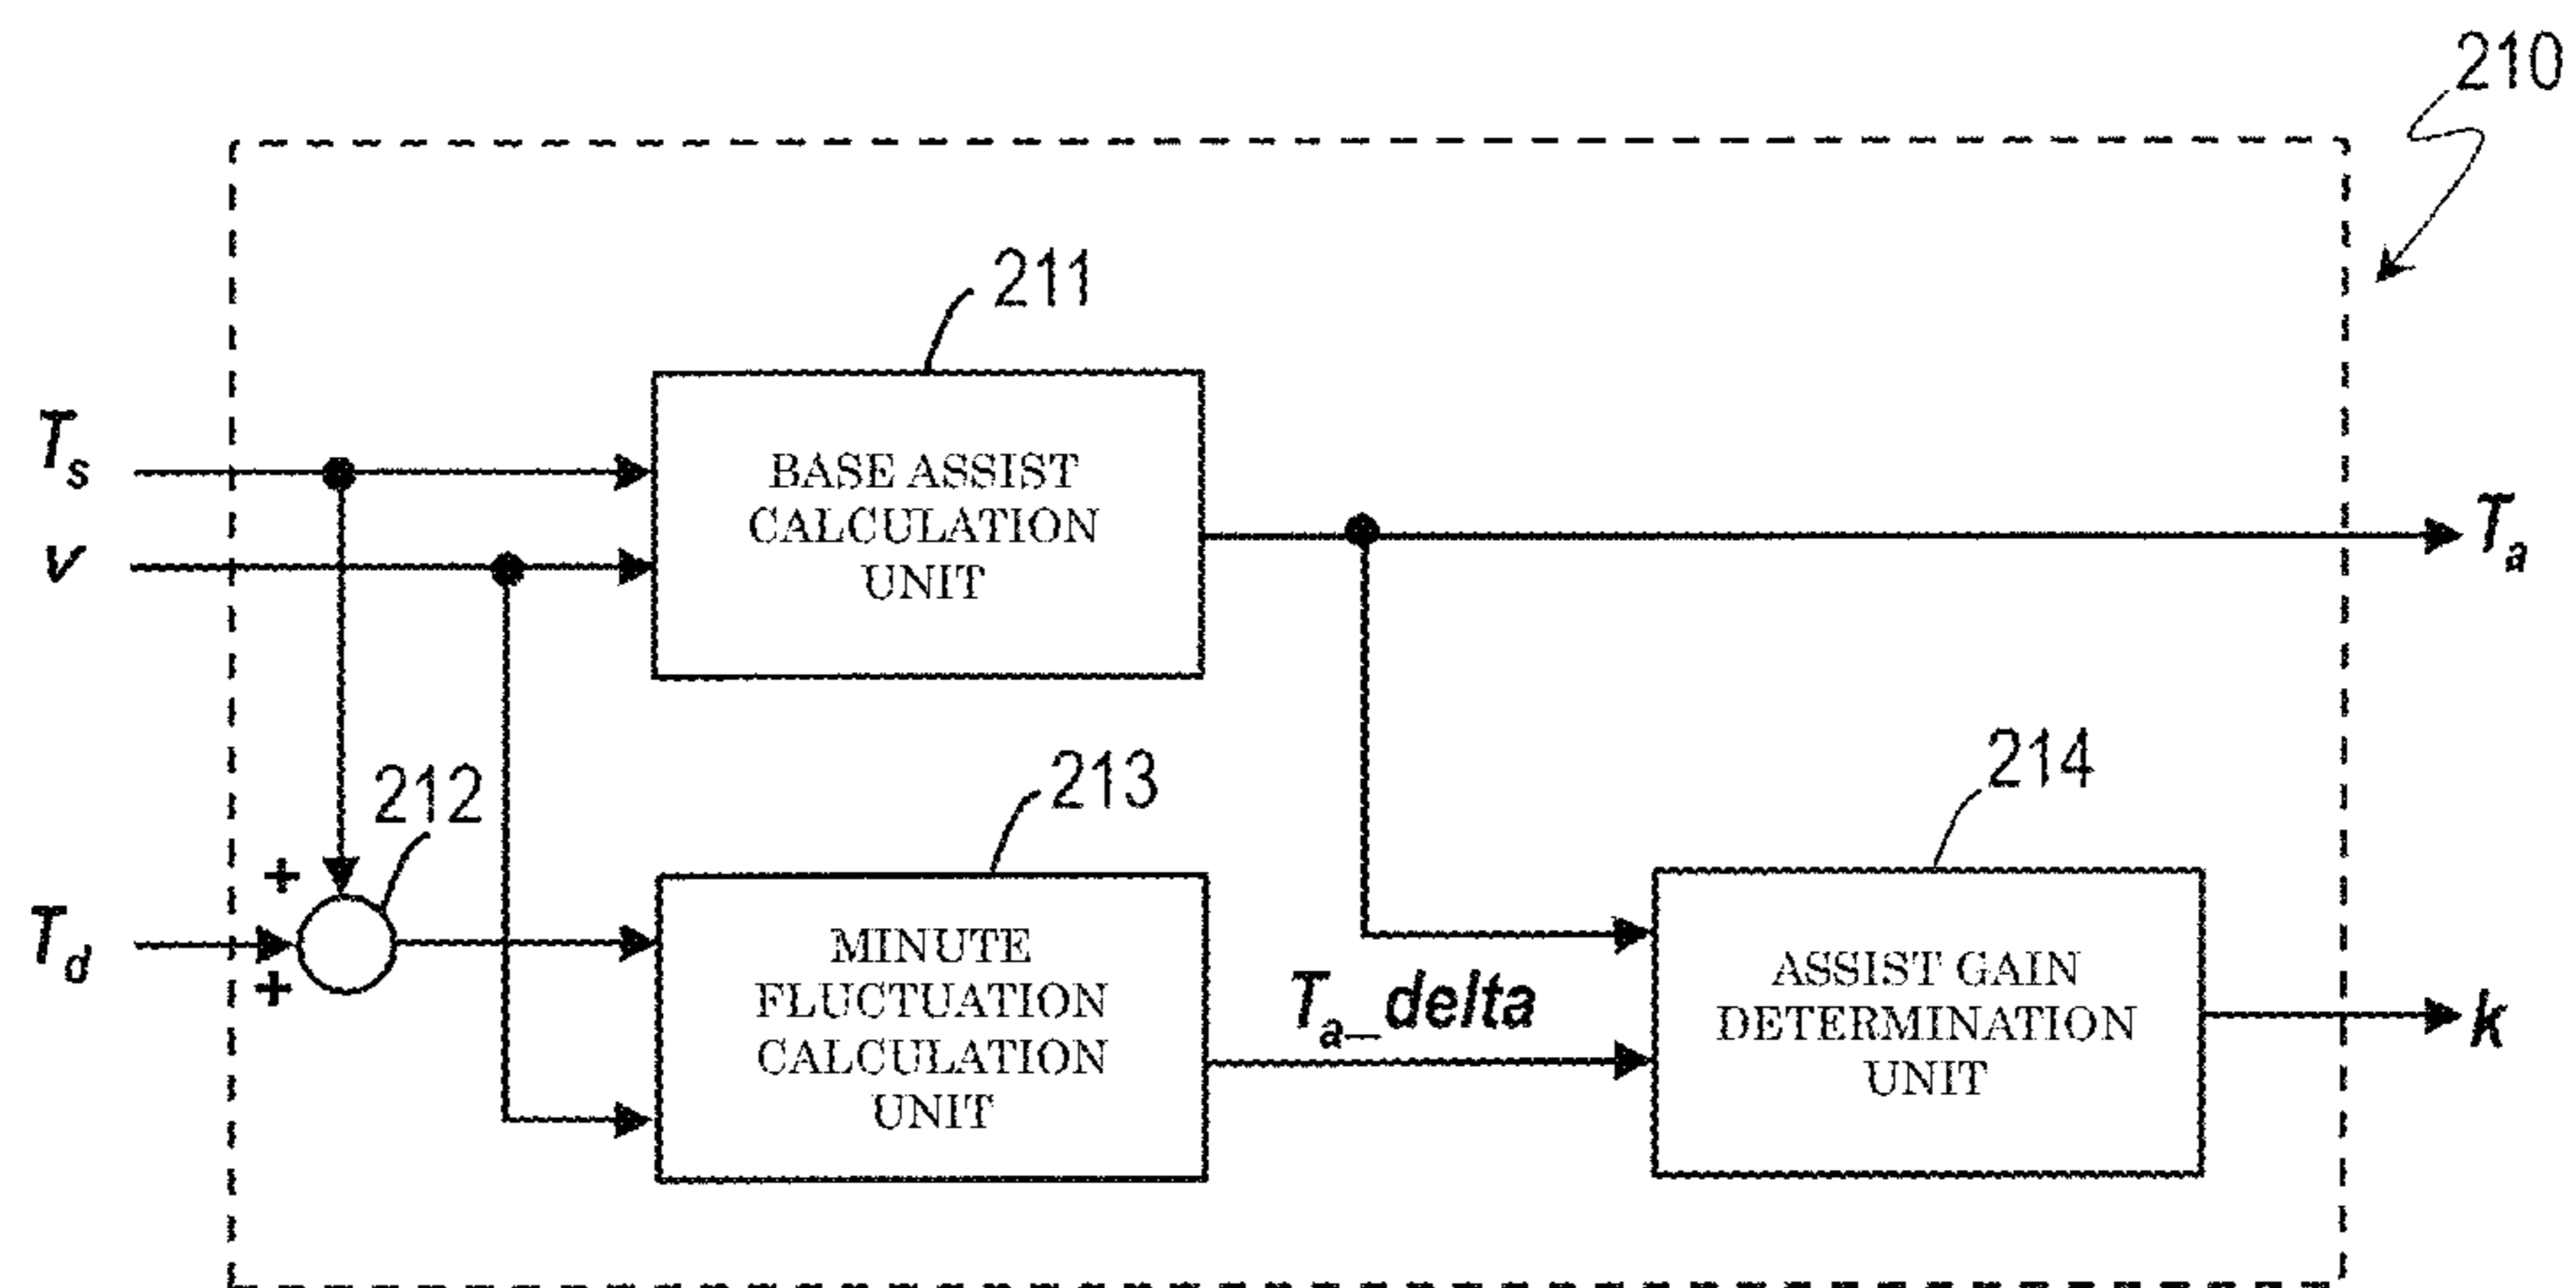 210
211
T_s
BASE ASSIST
CALCULATION
UNIT
v
T_a
212
213
214
+
T_d
+
MINUTE
FLUCTUATION
CALCULATION
UNIT
T_a_delta
ASSIST GAIN
DETERMINATION
UNIT
k